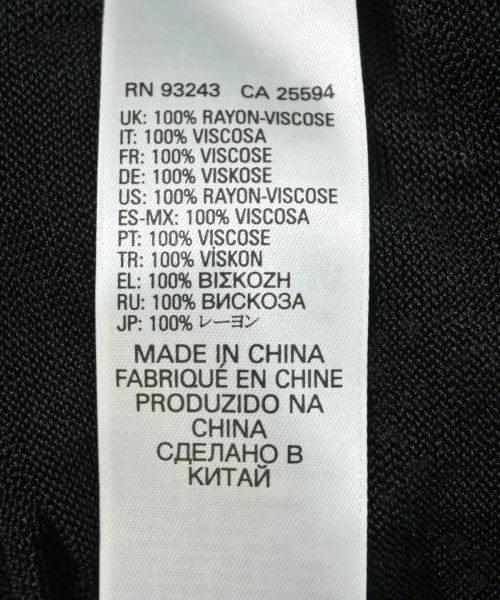 RN 93243 CA 25594
UK: 100% RAYON-VISCOSE
IT: 100% VISCOSA
FR: 100% VISCOSE
DE: 100% VISKOSE
US: 100% RAYON-VISCOSE
ES-MX: 100% VISCOSA
PT: 100% VISCOSE
TR: 100% VİSKON
EL: 100% ΒΙΣΚΟΖΗ
RU: 100% ВИСКОЗА
JP: 100% レーヨン
MADE IN CHINA
FABRIQUÉ EN CHINE
PRODUZIDO NA
CHINA
СДЕЛАНО В
КИТАЙ